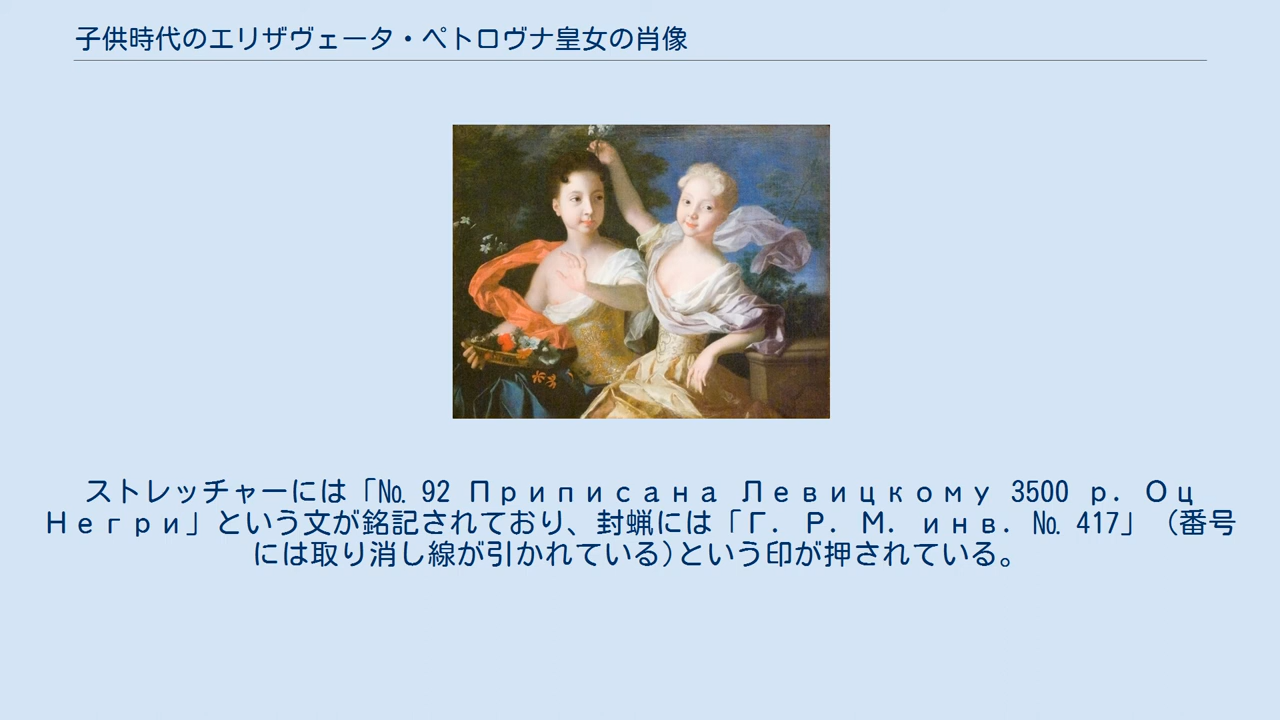 子供時代のエリザヴェータ・ペトロヴナ皇女の肖像
ストレッチャーには「№ 92 Приписана Левицкому 3500 р. Оц
Негри」という文が銘記されており、封蝋には「Г. Р. М. инв. № 417」 (番号
には取り消し線が引かれている)という印が押されている。